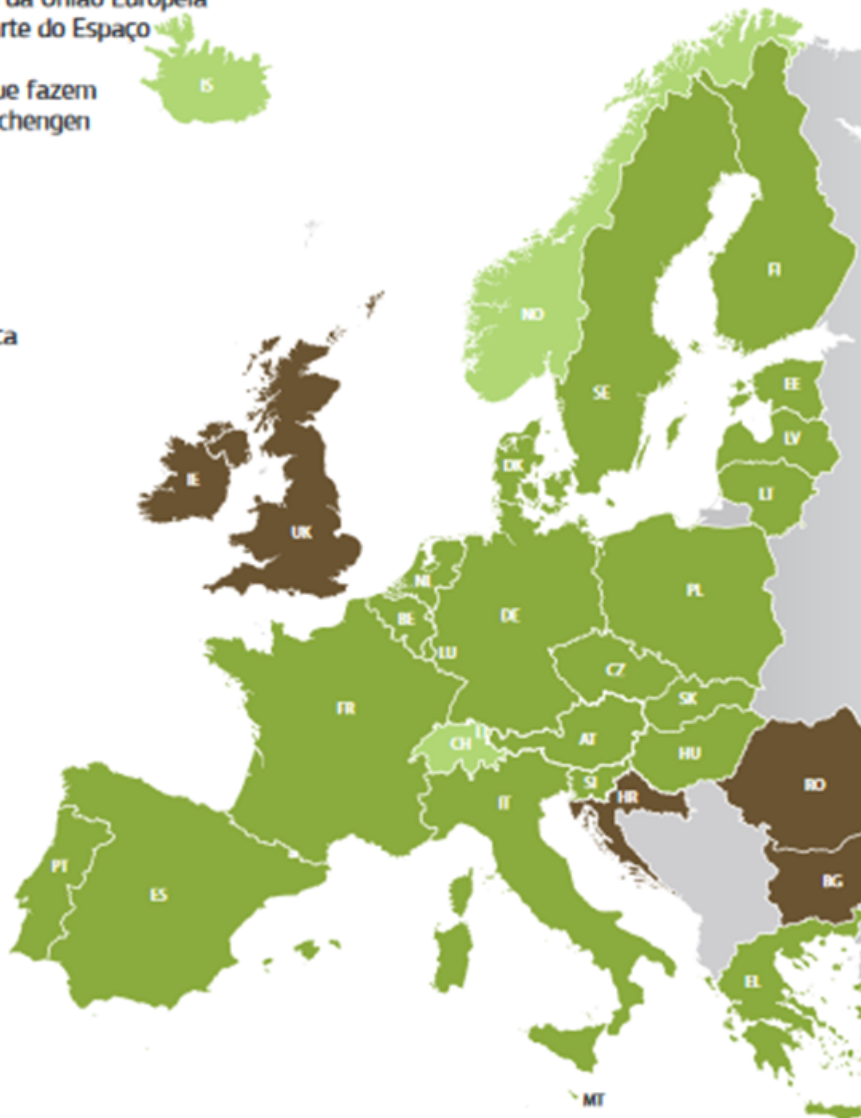 da União Europeia
rte do Espaço
IS
ue fazem
chengen
FI
NO
ca
EE
SE
LV
DK
IE
LT
UK
NL
PL
BE
DE
LU
CZ
SK
FR
LI
CH
AT
HU
SI
RO
HR
IT
PT
BG
ES
EL
MT